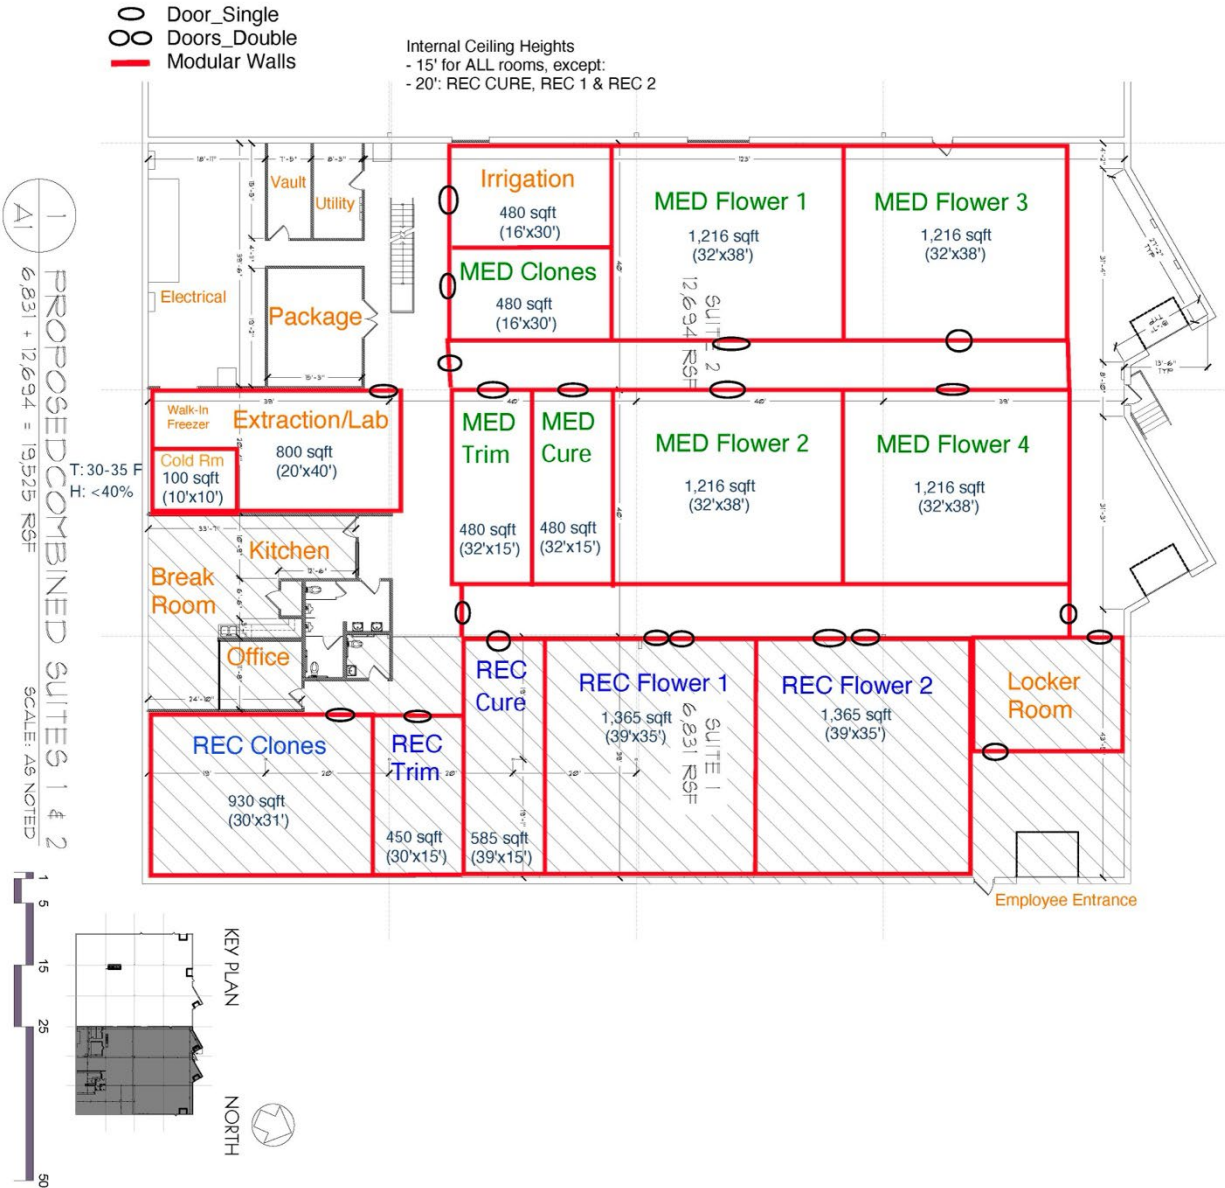 Door_Single
Doors_Double
Modular Walls
Internal Ceiling Heights
- 15' for ALL rooms, except:
- 20': REC CURE, REC 1 & REC 2
1
A1
PROPOSED COMBINED SUITES 1 & 2
6,831 + 12,694 = 19,525 RSF
SCALE: AS NOTED
Vault
Utility
Electrical
Package
Irrigation
480 sqft
(16'x30')
MED Clones
480 sqft
(16'x30')
MED Flower 1
1,216 sqft
(32'x38')
MED Flower 3
1,216 sqft
(32'x38')
SUITE 2
12,694 RSF
Walk-In
Freezer
Extraction/Lab
800 sqft
(20'x40')
Cold Rm
100 sqft
(10'x10')
T: 30-35 F
H: <40%
MED
Trim
480 sqft
(32'x15')
MED
Cure
480 sqft
(32'x15')
MED Flower 2
1,216 sqft
(32'x38')
MED Flower 4
1,216 sqft
(32'x38')
Kitchen
Break
Room
Office
REC Clones
930 sqft
(30'x31')
REC
Trim
450 sqft
(30'x15')
REC
Cure
585 sqft
(39'x15')
REC Flower 1
1,365 sqft
(39'x35')
SUITE 1
6,831 RSF
REC Flower 2
1,365 sqft
(39'x35')
Locker
Room
Employee Entrance
1
5
15
25
50
KEY PLAN
NORTH